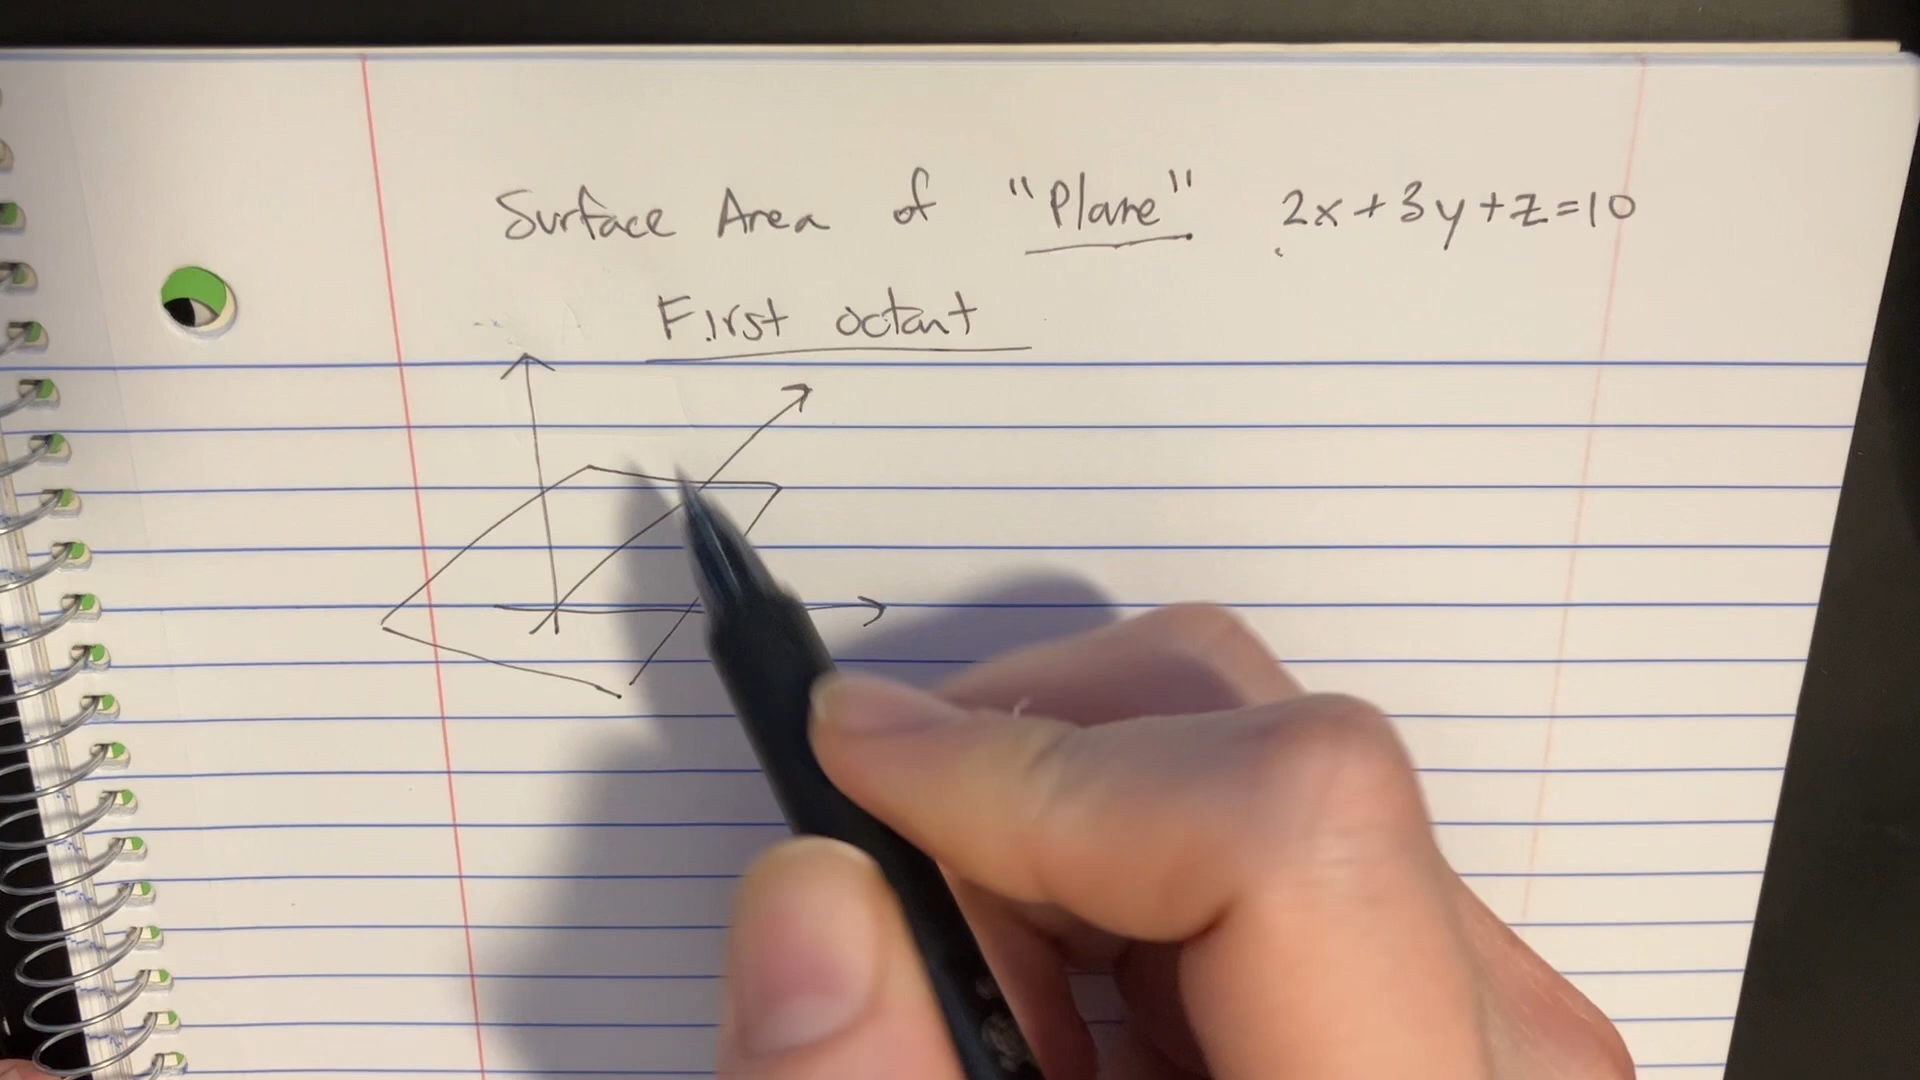 Surface Area of "Plane" 2x+3y+z=10
First octant